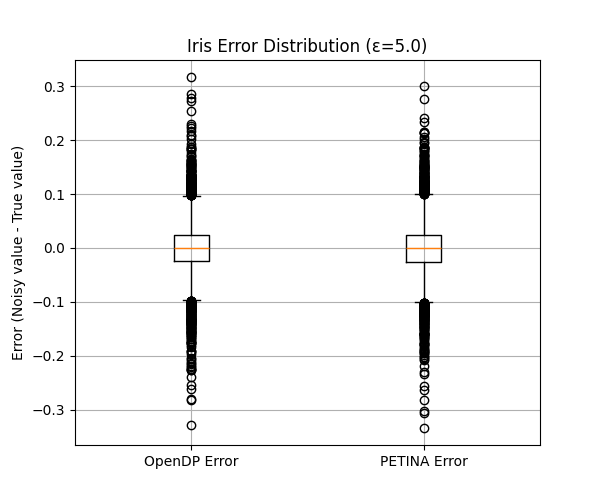 Iris Error Distribution (ε=5.0)
Error (Noisy value - True value)
0.3
0.2
0.1
0.0
−0.1
−0.2
−0.3
OpenDP Error
PETINA Error